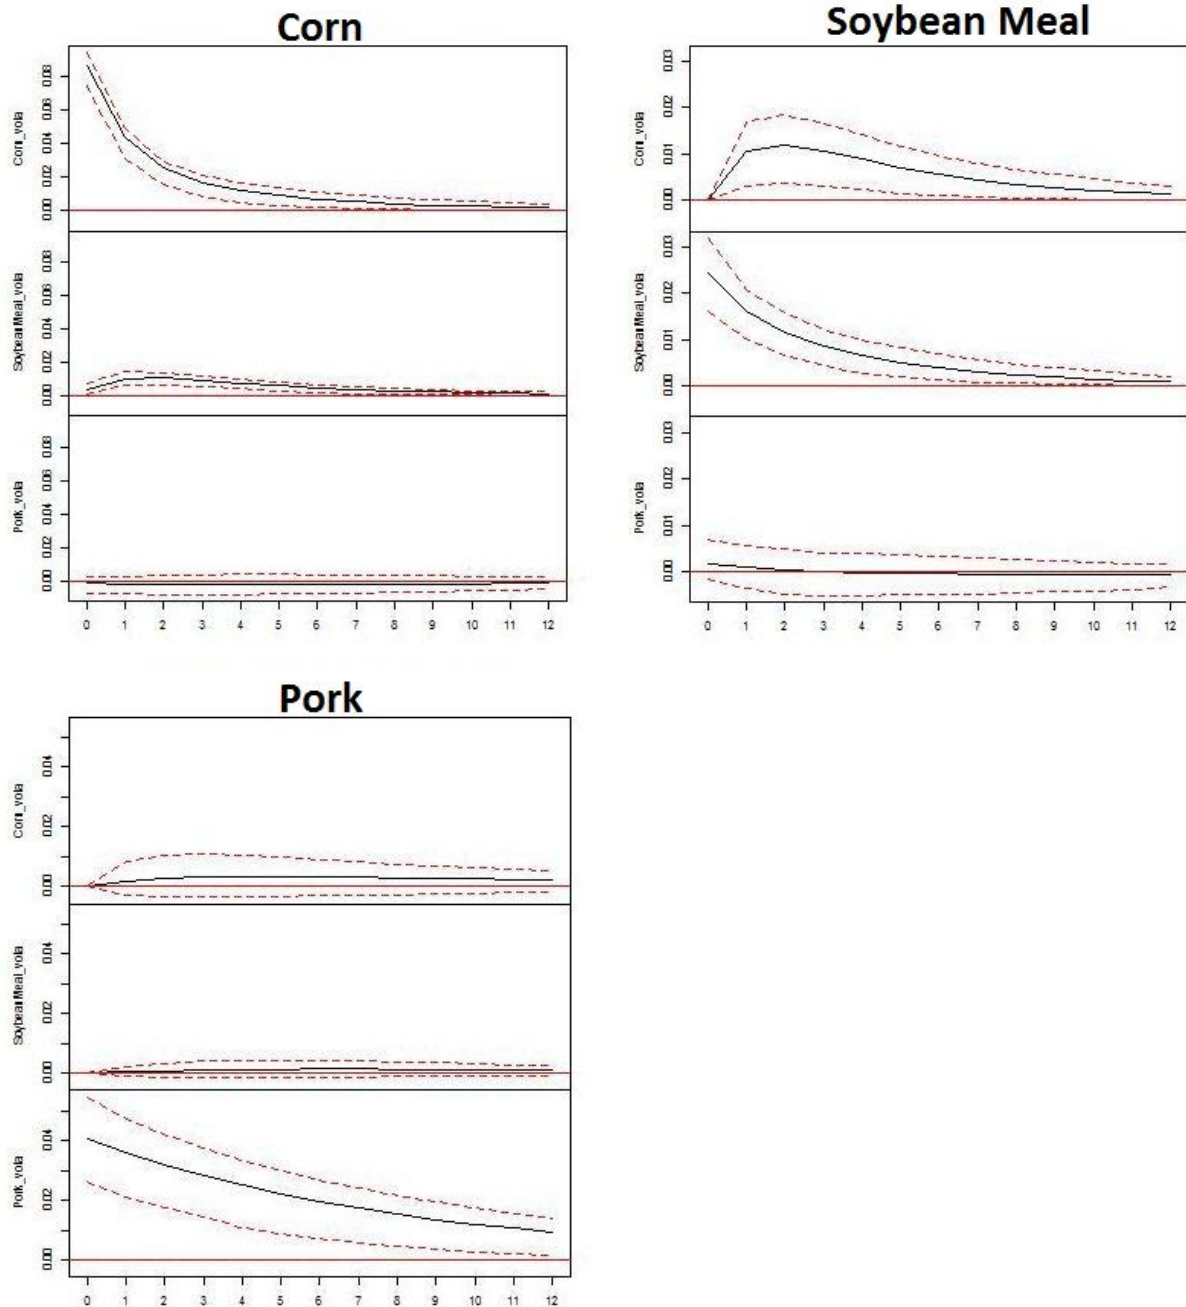 Corn
Corn_vola
0.00 0.02 0.04 0.06 0.08
SoybeanMeal_vola
0.00 0.02 0.04 0.06 0.08
Pork_vola
0.00 0.02 0.04 0.06 0.08
0 1 2 3 4 5 6 7 8 9 10 11 12
Soybean Meal
Corn_vola
0.00 0.01 0.02 0.03
SoybeanMeal_vola
0.00 0.01 0.02 0.03
Pork_vola
0.00 0.01 0.02 0.03
0 1 2 3 4 5 6 7 8 9 10 11 12
Pork
Corn_vola
0.00 0.02 0.04
SoybeanMeal_vola
0.00 0.02 0.04
Pork_vola
0.00 0.02 0.04
0 1 2 3 4 5 6 7 8 9 10 11 12